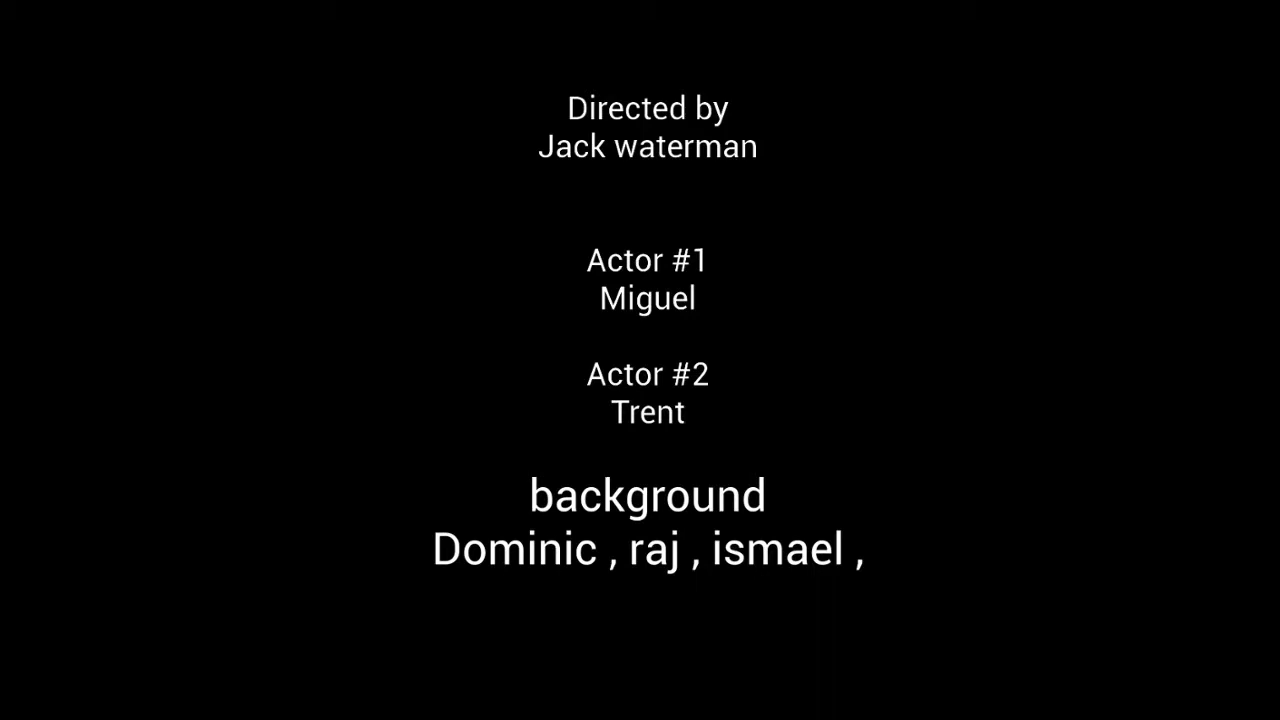 Directed by
Jack waterman
Actor #1
Miguel
Actor #2
Trent
background
Dominic , raj , ismael ,